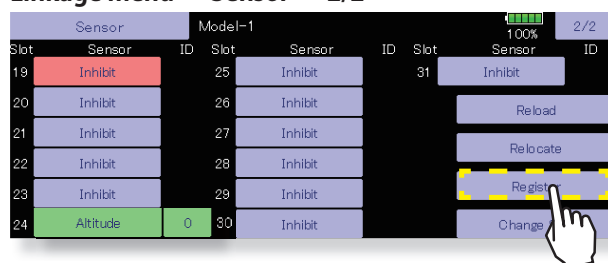 Linkage menu Sensor 2/2
Sensor Model-1 100% 2/2
Slot Sensor ID Slot Sensor ID Slot Sensor ID
19 Inhibit 25 Inhibit 31 Inhibit
20 Inhibit 26 Inhibit Reload
21 Inhibit 27 Inhibit Relocate
22 Inhibit 28 Inhibit Register
23 Inhibit 29 Inhibit Change
24 Altitude 0 30 Inhibit